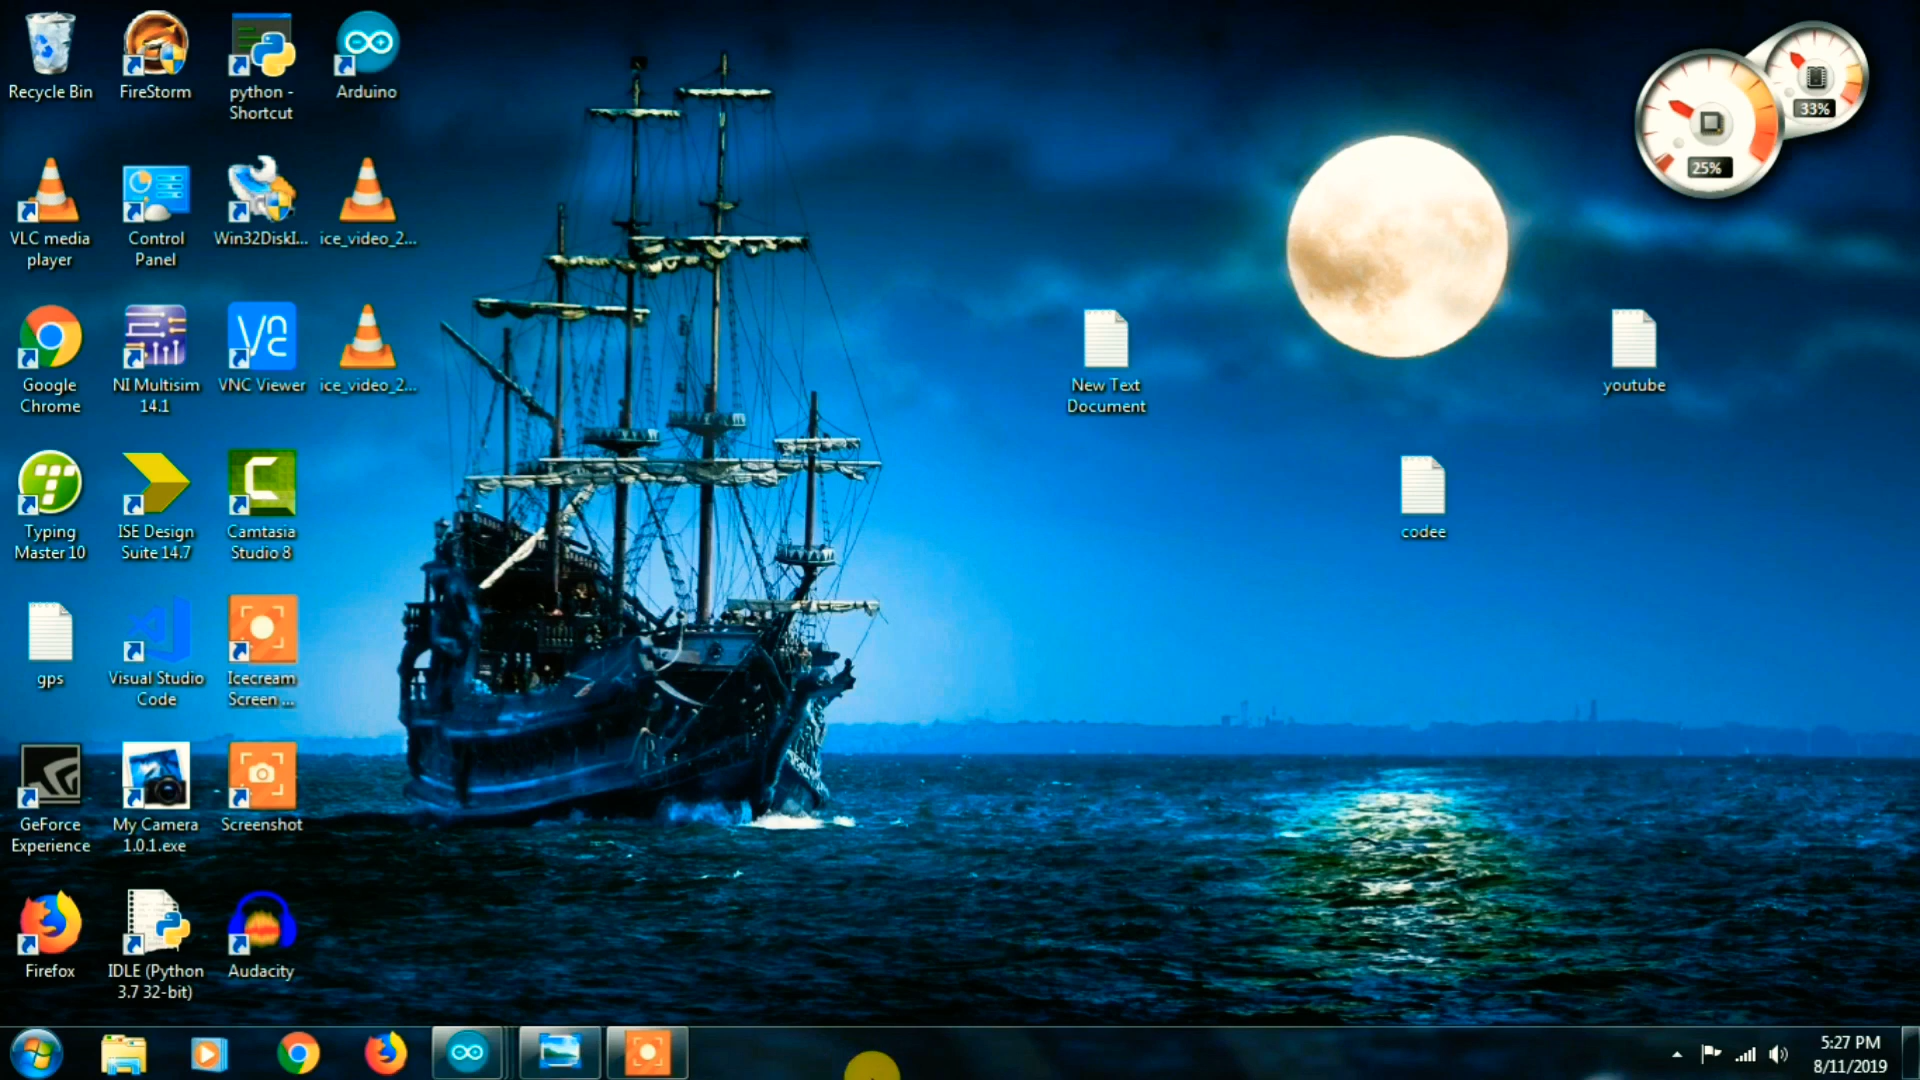 Recycle Bin
FireStorm
python -
Shortcut
Arduino
VLC media
player
Control
Panel
Win32DiskI...
ice_video_2...
Google
Chrome
NI Multisim
14.1
VNC Viewer
ice_video_2...
Typing
Master 10
ISE Design
Suite 14.7
Camtasia
Studio 8
gps
Visual Studio
Code
Icecream
Screen ...
GeForce
Experience
My Camera
1.0.1.exe
Screenshot
Firefox
IDLE (Python
3.7 32-bit)
Audacity
New Text
Document
youtube
codee
33%
25%
5:27 PM
8/11/2019